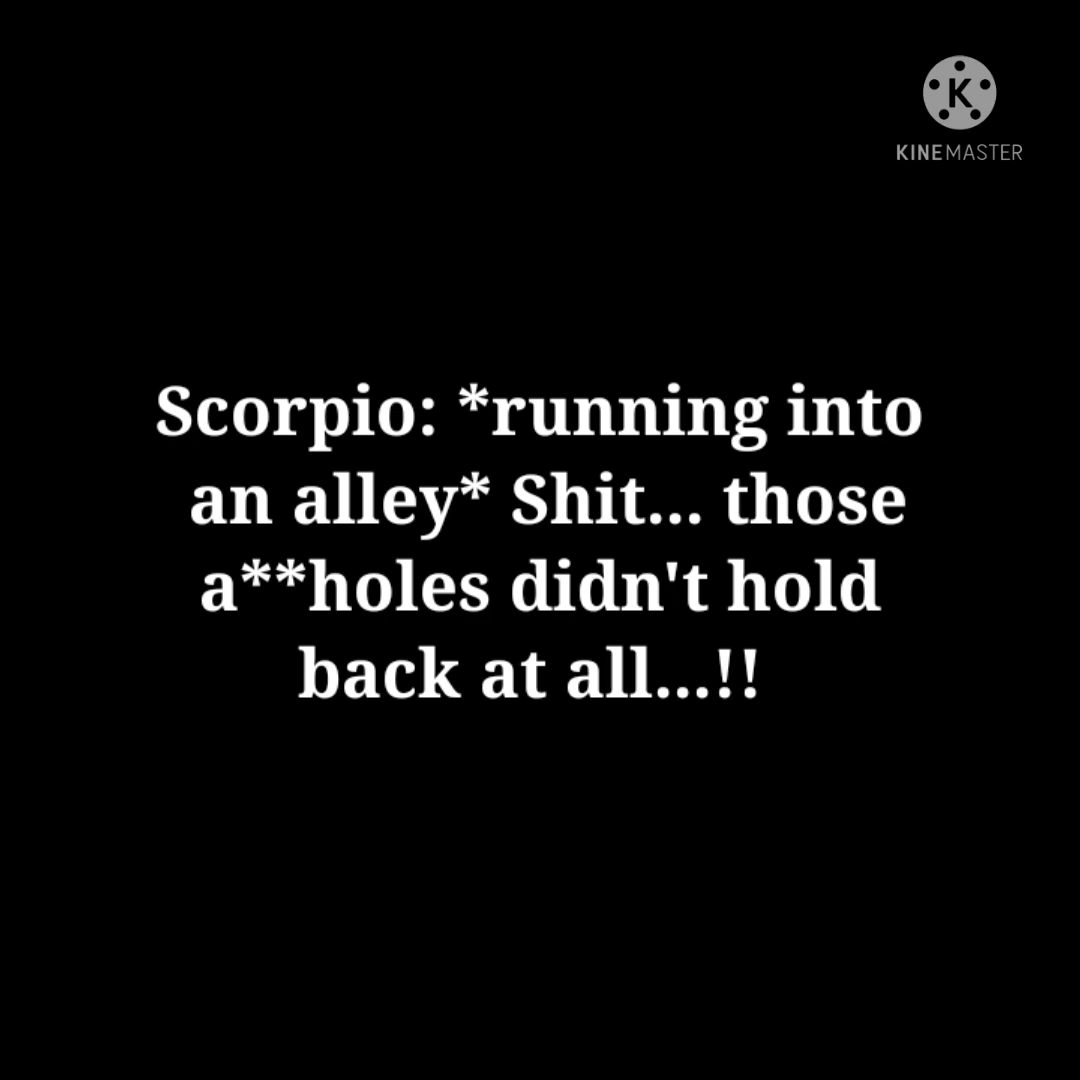 KINEMASTER
Scorpio: *running into
an alley* Shit... those
a**holes didn't hold
back at all...!!